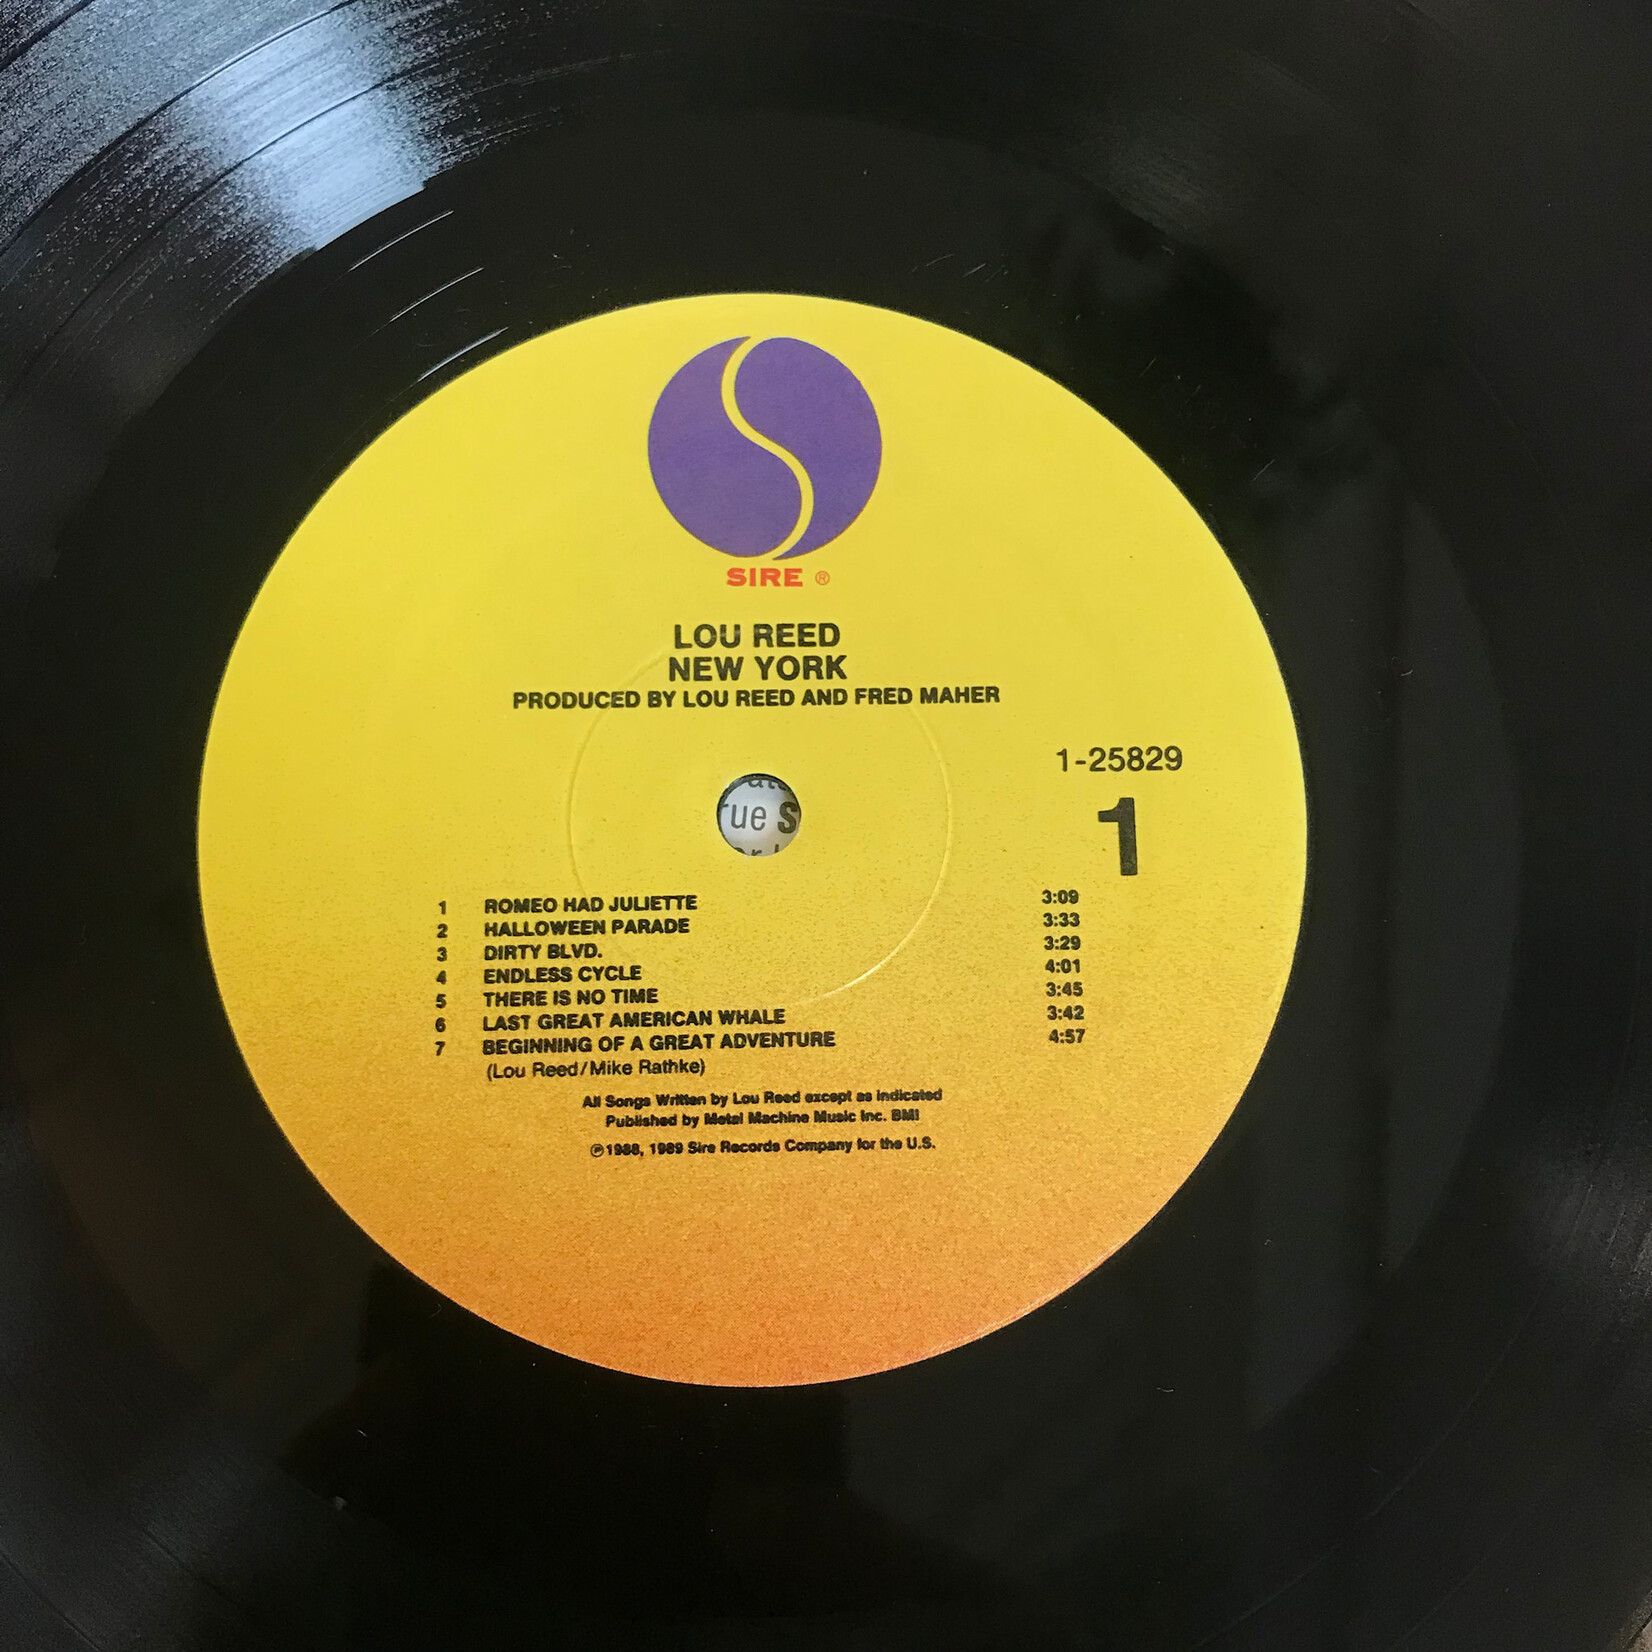 SIRE ®
LOU REED
NEW YORK
PRODUCED BY LOU REED AND FRED MAHER
1-25829
1
ue S
1 ROMEO HAD JULIETTE 3:09
2 HALLOWEEN PARADE 3:33
3 DIRTY BLVD. 3:29
4 ENDLESS CYCLE 4:01
5 THERE IS NO TIME 3:45
6 LAST GREAT AMERICAN WHALE 3:42
7 BEGINNING OF A GREAT ADVENTURE 4:57
(Lou Reed/Mike Rathke)
All Songs Written by Lou Reed except as indicated
Published by Metal Machine Music Inc. BMI
℗1988, 1989 Sire Records Company for the U.S.